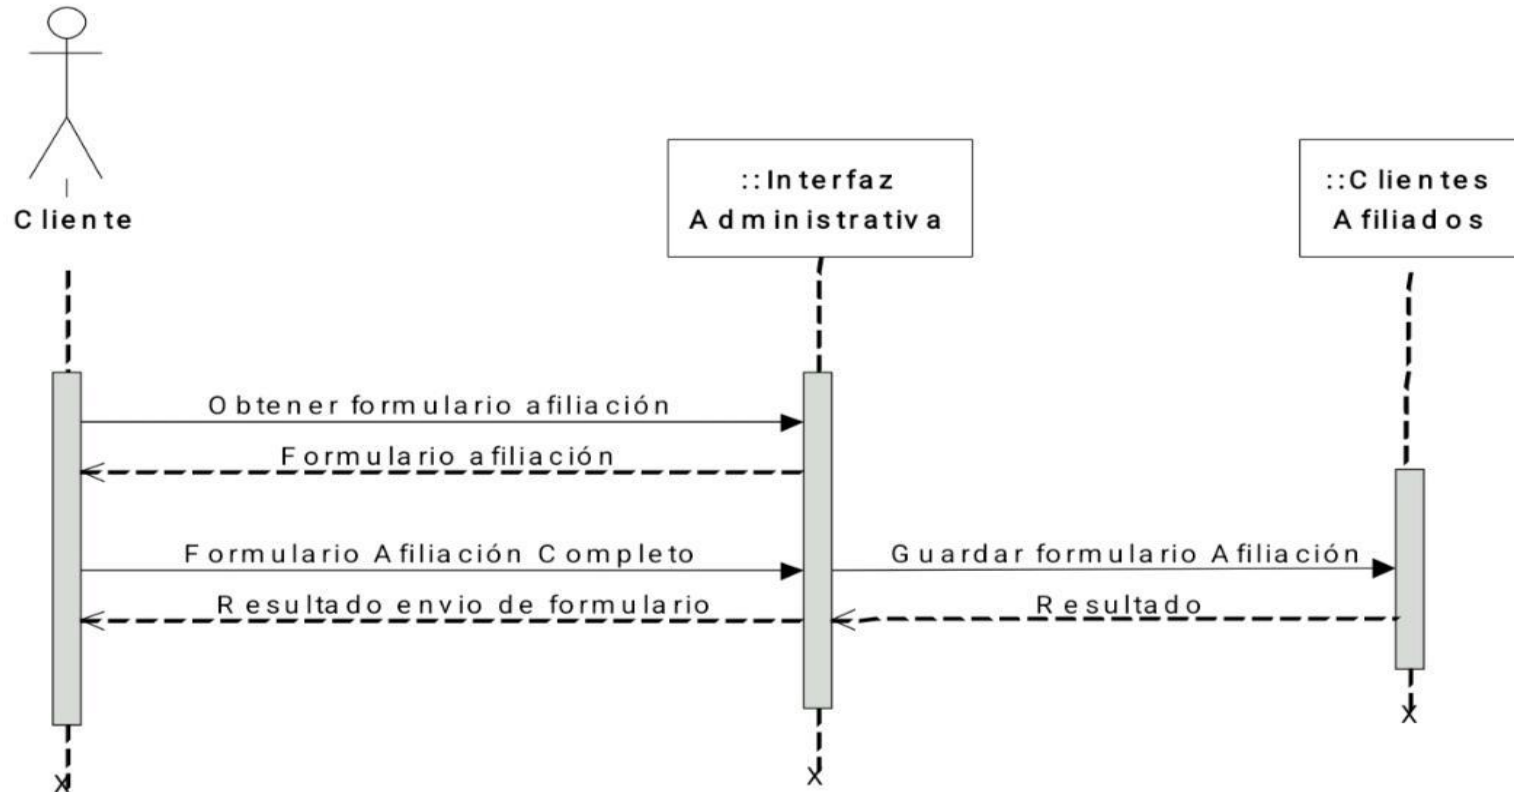 Cliente
::Interfaz
Administrativa
::Clientes
Afiliados
Obtener formulario afiliación
Formulario afiliación
Formulario Afiliación Completo
Guardar formulario Afiliación
Resultado envio de formulario
Resultado
X
X
X